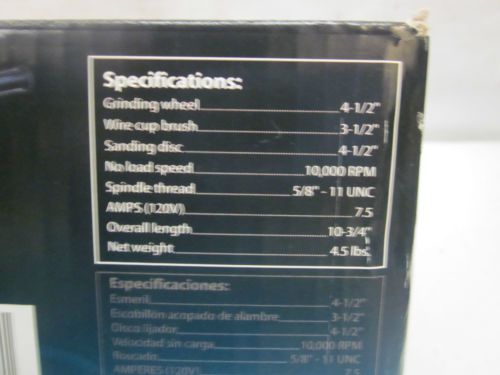 Specifications:
Grinding wheel 4-1/2"
Wire cup brush 3-1/2"
Sanding disc 4-1/2"
No load speed 10,000 RPM
Spindle thread 5/8" - 11 UNC
AMPS (120V) 7.5
Overall length 10-3/4"
Net weight 4.5 lbs.
Especificaciones:
Esmeril 4-1/2"
Escobillón acopado de alambre 3-1/2"
Disco lijador 4-1/2"
Velocidad sin carga 10,000 RPM
Roscado 5/8" - 11 UNC
AMPERES (120V) 7.5